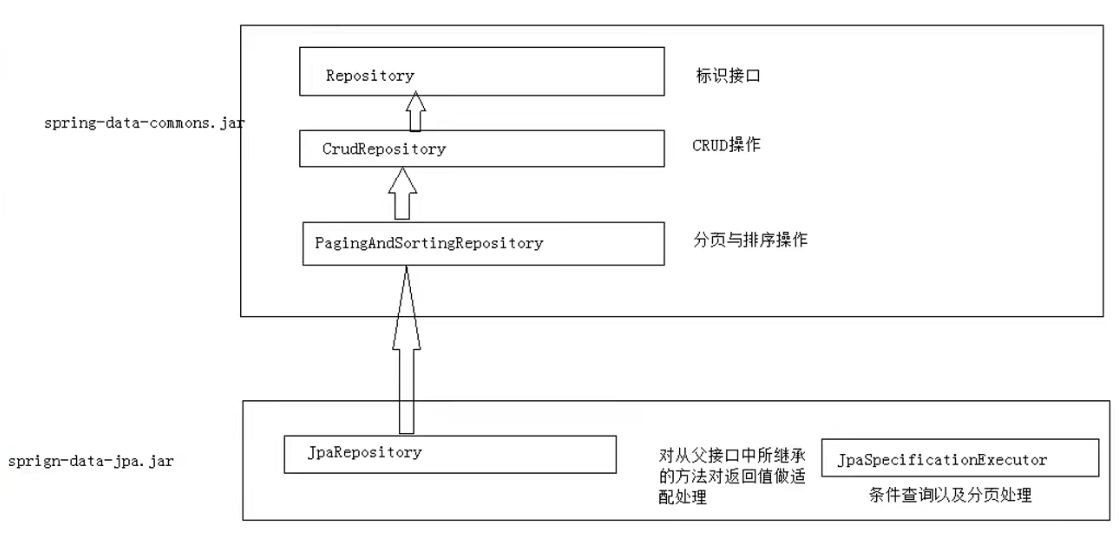 Repository
标识接口
spring-data-commons.jar
CrudRepository
CRUD操作
PagingAndSortingRepository
分页与排序操作
sprign-data-jpa.jar
JpaRepository
对从父接口中所继承
的方法对返回值做适
配处理
JpaSpecificationExecutor
条件查询以及分页处理